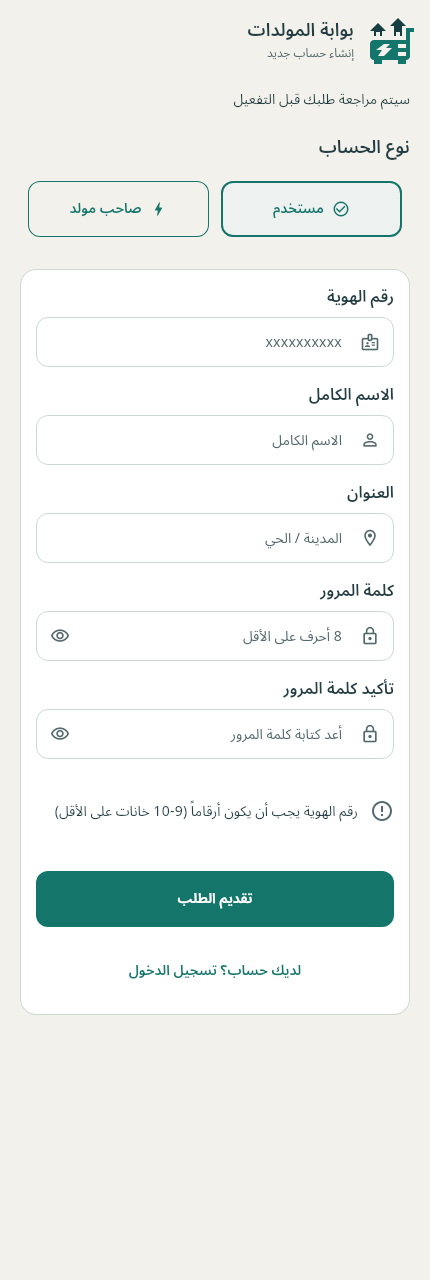 بوابة المولدات
إنشاء حساب جديد
سيتم مراجعة طلبك قبل التفعيل
نوع الحساب
مستخدم
صاحب مولد
رقم الهوية
xxxxxxxxxx
الاسم الكامل
الاسم الكامل
العنوان
المدينة / الحي
كلمة المرور
8 أحرف على الأقل
تأكيد كلمة المرور
أعد كتابة كلمة المرور
رقم الهوية يجب أن يكون أرقاماً (9-10 خانات على الأقل)
تقديم الطلب
لديك حساب؟ تسجيل الدخول